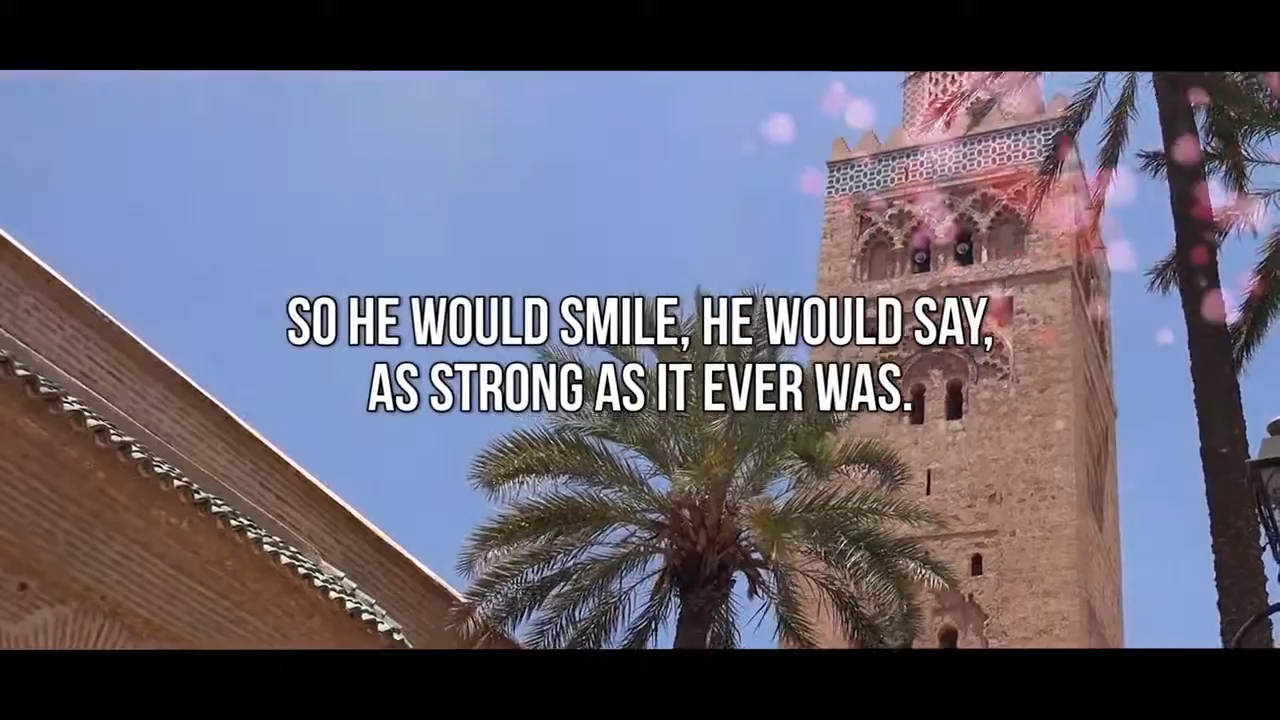 SO HE WOULD SMILE, HE WOULD SAY,
AS STRONG AS IT EVER WAS.